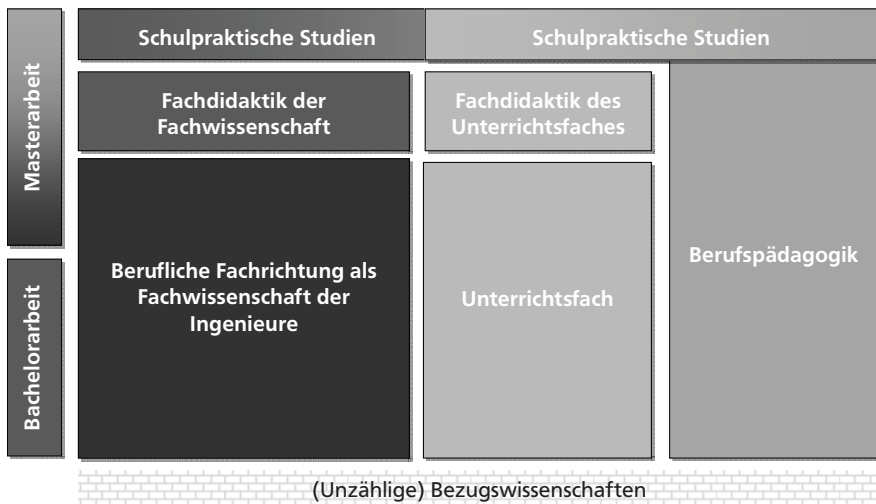 Schulpraktische Studien
Schulpraktische Studien
Masterarbeit
Fachdidaktik der
Fachwissenschaft
Fachdidaktik des
Unterrichtsfaches
Berufspädagogik
Bachelorarbeit
Berufliche Fachrichtung als
Fachwissenschaft der
Ingenieure
Unterrichtsfach
(Unzählige) Bezugswissenschaften